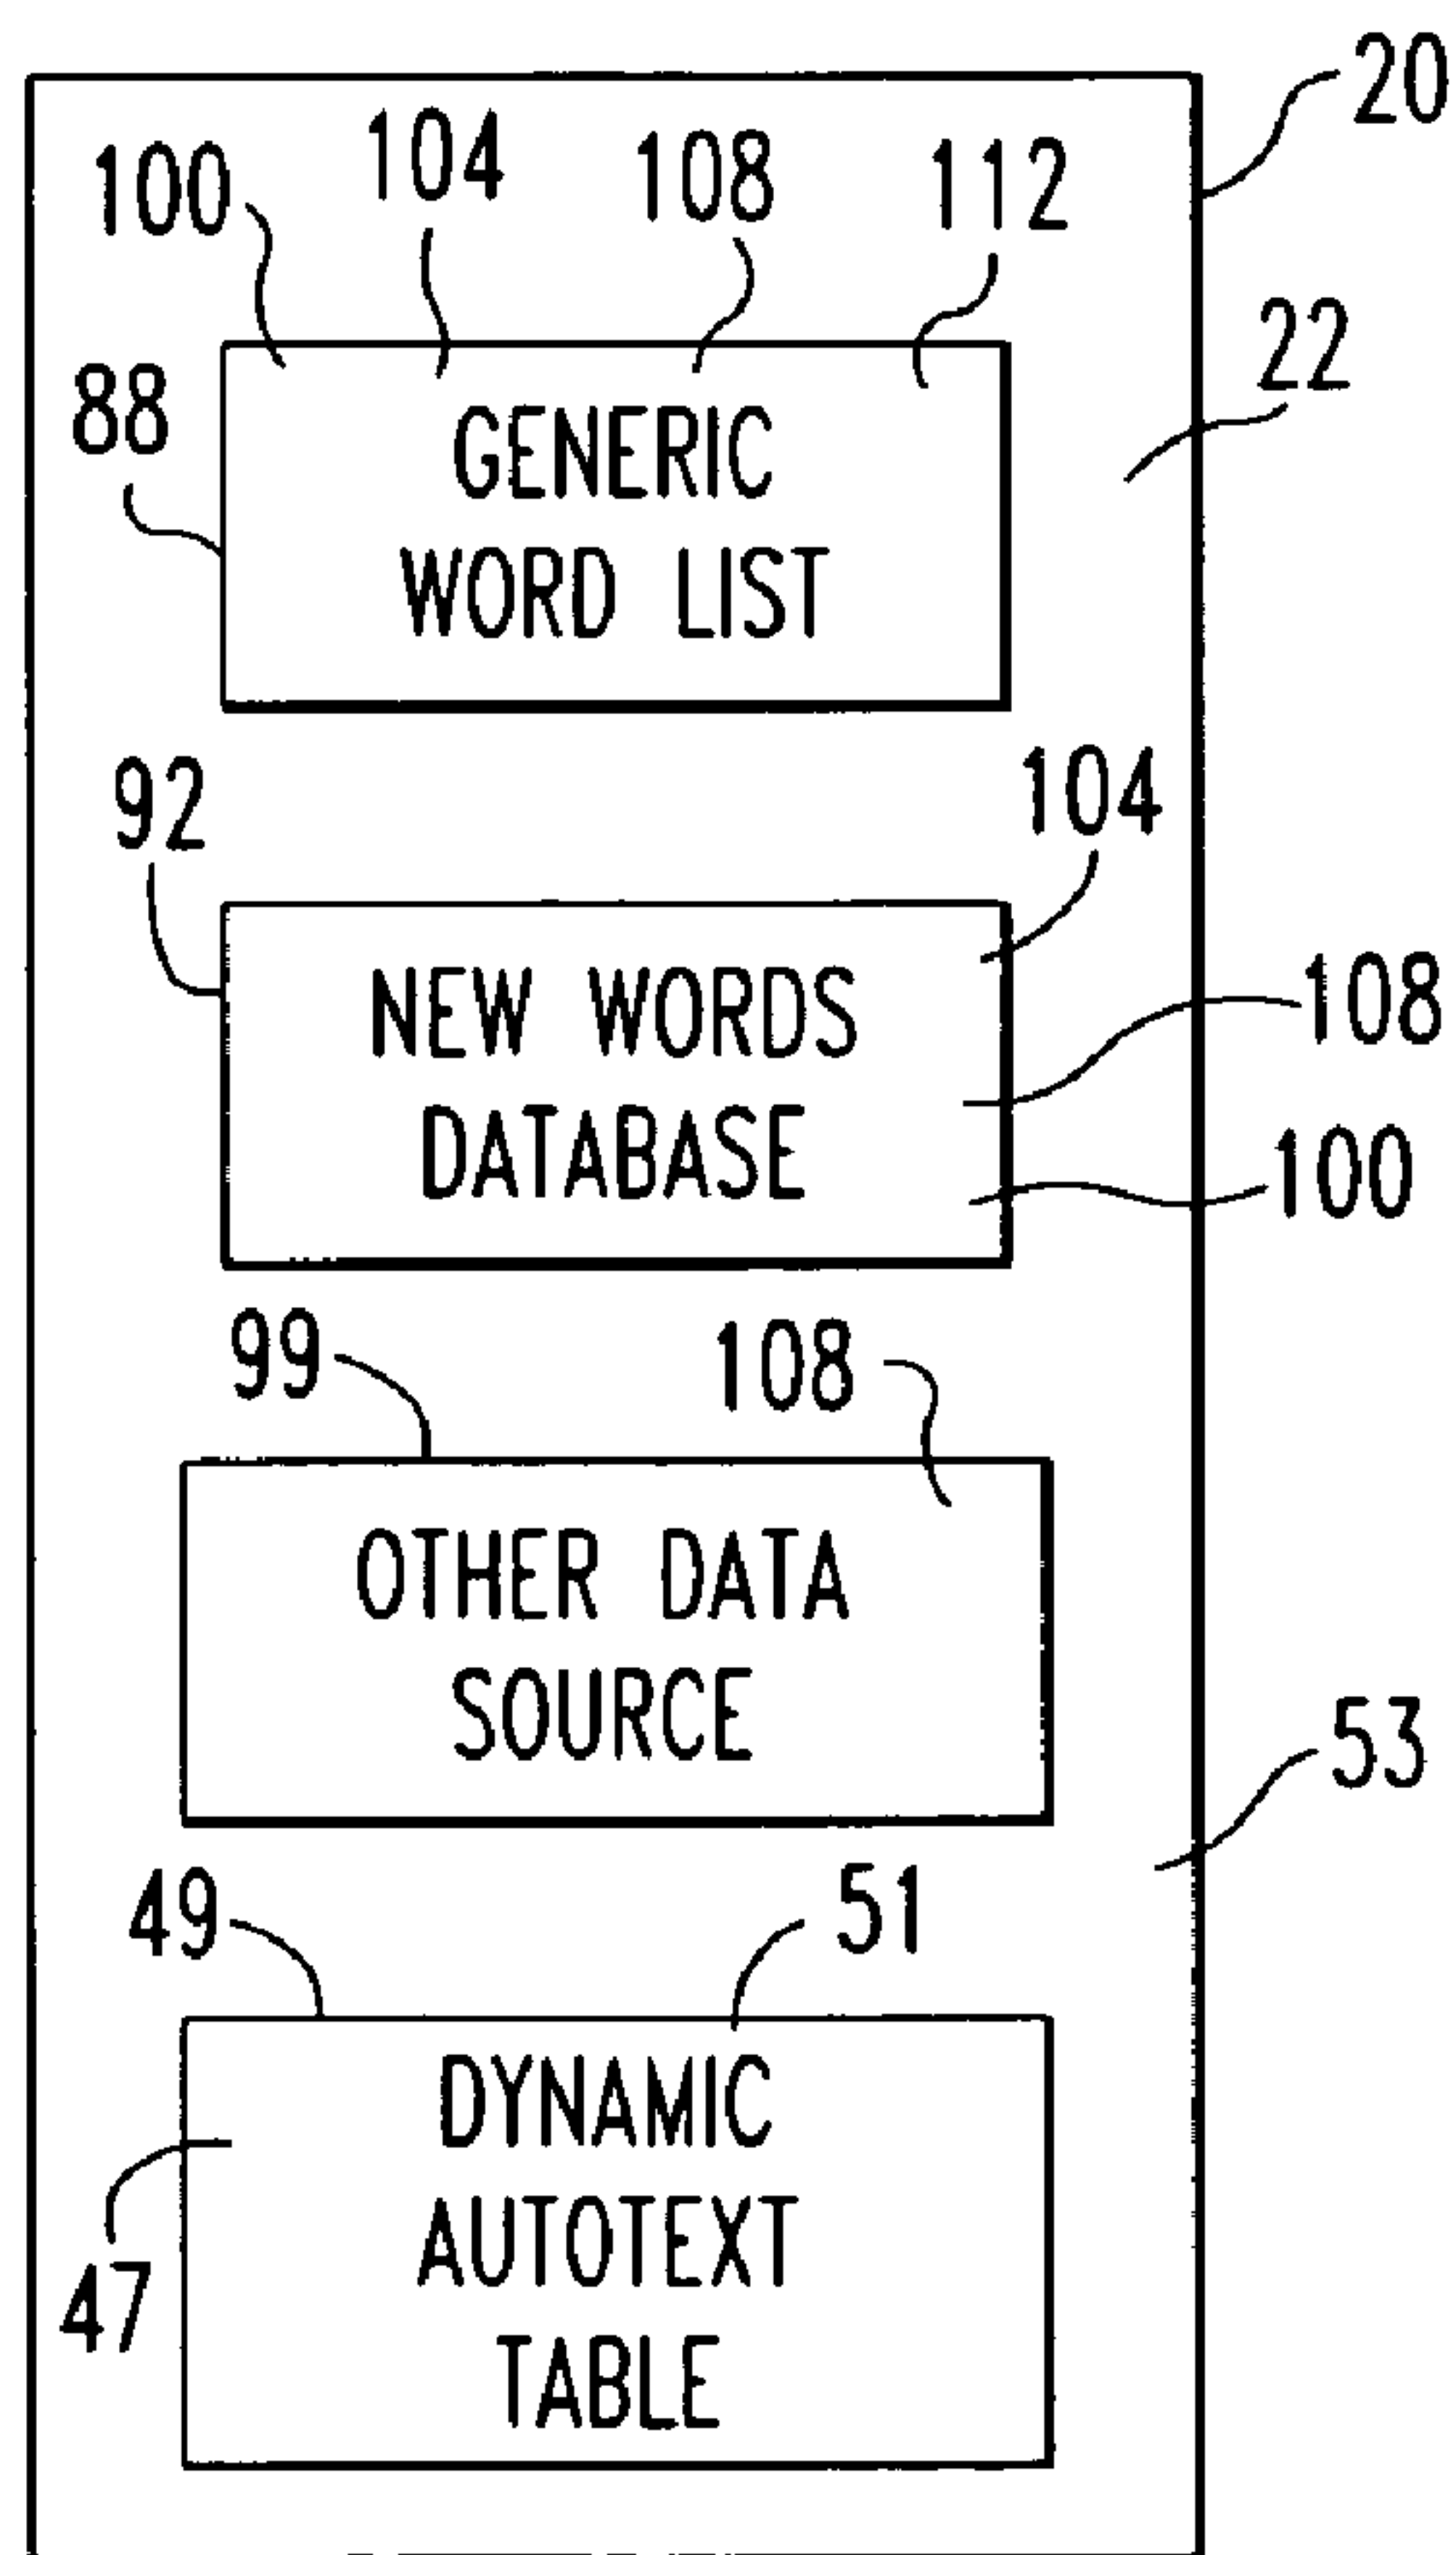 20
100 104 108 112
22
88
GENERIC
WORD LIST
92
104
NEW WORDS
108
DATABASE
100
99 108
OTHER DATA
SOURCE
53
49 51
DYNAMIC
AUTOTEXT
47
TABLE